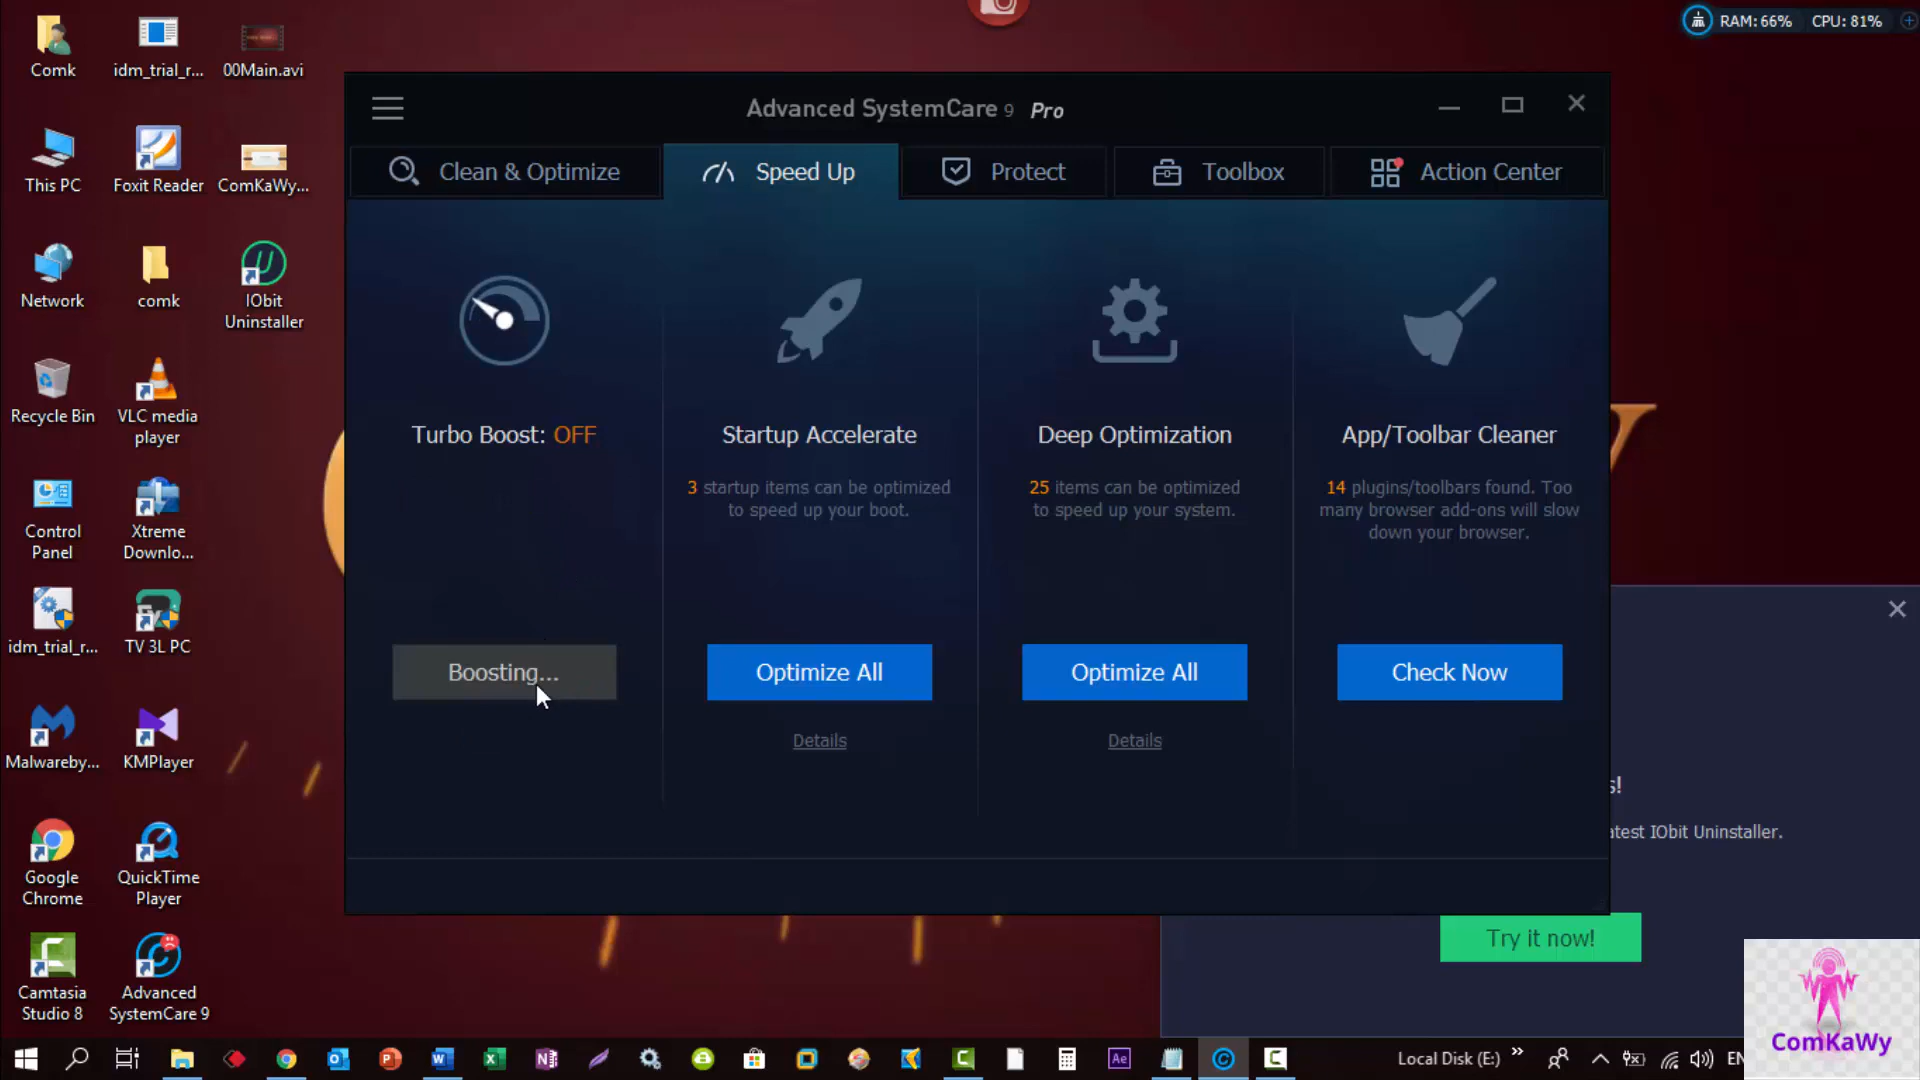 RAM: 66% CPU: 81%
Comk
idm_trial_r...
00Main.avi
This PC
Foxit Reader
ComKaWy...
Network
comk
IObit
Uninstaller
Recycle Bin
VLC media
player
Control
Panel
Xtreme
Downlo...
idm_trial_r...
TV 3L PC
Malwareby...
KMPlayer
Google
Chrome
QuickTime
Player
Camtasia
Studio 8
Advanced
SystemCare 9
Advanced SystemCare 9 Pro
Clean & Optimize
Speed Up
Protect
Toolbox
Action Center
Turbo Boost: OFF
Boosting...
Startup Accelerate
3 startup items can be optimized
to speed up your boot.
Optimize All
Details
Deep Optimization
25 items can be optimized
to speed up your system.
Optimize All
Details
App/Toolbar Cleaner
14 plugins/toolbars found. Too
many browser add-ons will slow
down your browser.
Check Now
s!
atest IObit Uninstaller.
Try it now!
ComKaWy
Ae
Local Disk (E:)